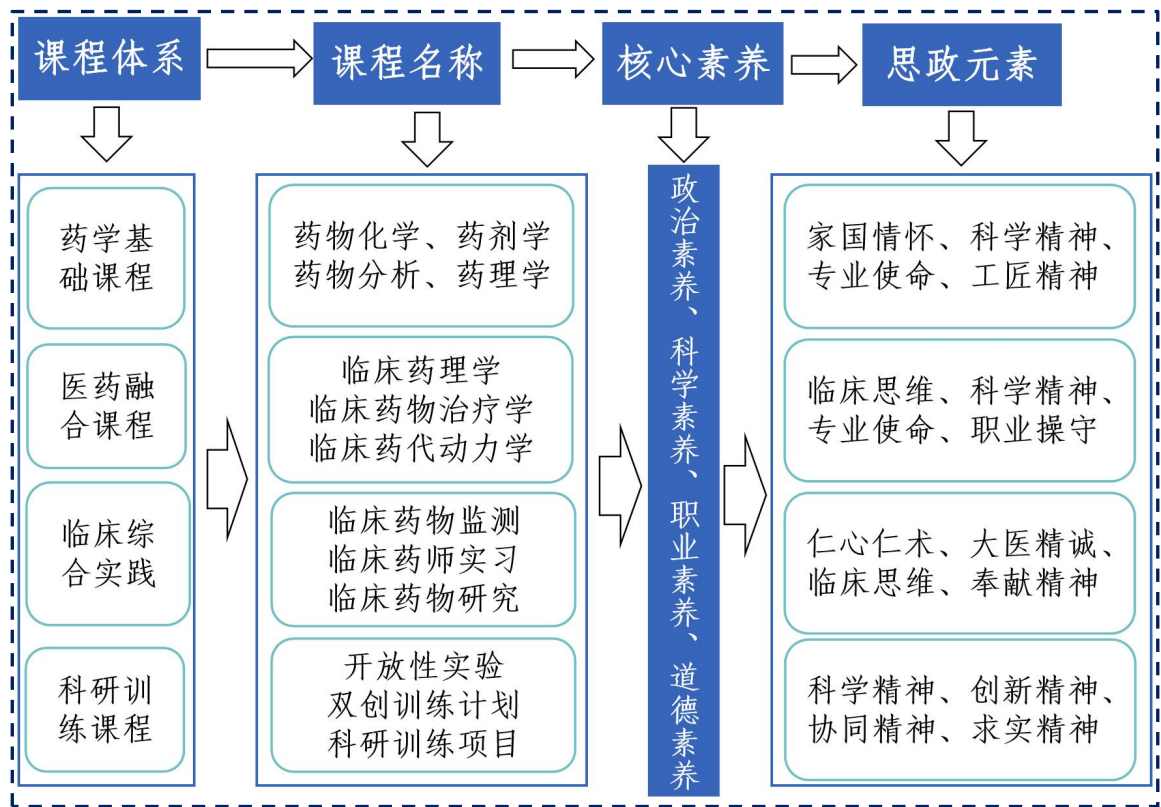 课程体系
课程名称
核心素养
思政元素
药学基
础课程
医药融
合课程
临床综
合实践
科研训
练课程
药物化学、药剂学
药物分析、药理学
临床药理学
临床药物治疗学
临床药代动力学
临床药物监测
临床药师实习
临床药物研究
开放性实验
双创训练计划
科研训练项目
政治素养、科学素养、职业素养、道德素养
家国情怀、科学精神、
专业使命、工匠精神
临床思维、科学精神、
专业使命、职业操守
仁心仁术、大医精诚、
临床思维、奉献精神
科学精神、创新精神、
协同精神、求实精神